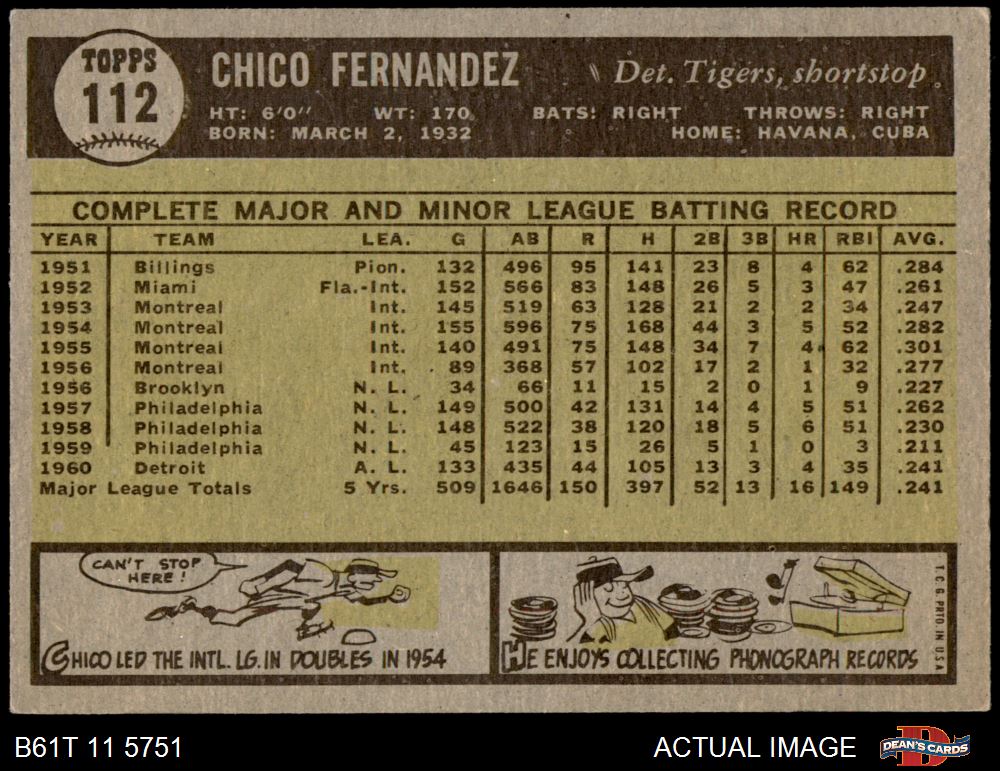 TOPPS
112
CHICO FERNANDEZ Det. Tigers, shortstop
HT: 6'0" WT: 170 BATS: RIGHT THROWS: RIGHT
BORN: MARCH 2, 1932 HOME: HAVANA, CUBA
COMPLETE MAJOR AND MINOR LEAGUE BATTING RECORD
YEAR TEAM LEA. G AB R H 2B 3B HR RBI AVG.
1951 Billings Pion. 132 496 95 141 23 8 4 62 .284
1952 Miami Fla.-Int. 152 566 83 148 26 5 3 47 .261
1953 Montreal Int. 145 519 63 128 21 2 2 34 .247
1954 Montreal Int. 155 596 75 168 44 3 5 52 .282
1955 Montreal Int. 140 491 75 148 34 7 4 62 .301
1956 Montreal Int. 89 368 57 102 17 2 1 32 .277
1956 Brooklyn N. L. 34 66 11 15 2 0 1 9 .227
1957 Philadelphia N. L. 149 500 42 131 14 4 5 51 .262
1958 Philadelphia N. L. 148 522 38 120 18 5 6 51 .230
1959 Philadelphia N. L. 45 123 15 26 5 1 0 3 .211
1960 Detroit A. L. 133 435 44 105 13 3 4 35 .241
Major League Totals 5 Yrs. 509 1646 150 397 52 13 16 149 .241
CAN'T STOP
HERE!
CHICO LED THE INTL. LG. IN DOUBLES IN 1954
HE ENJOYS COLLECTING PHONOGRAPH RECORDS
T. C. G. PRTD. IN U.S.A.
B61T 11 5751 ACTUAL IMAGE DEAN'S CARDS